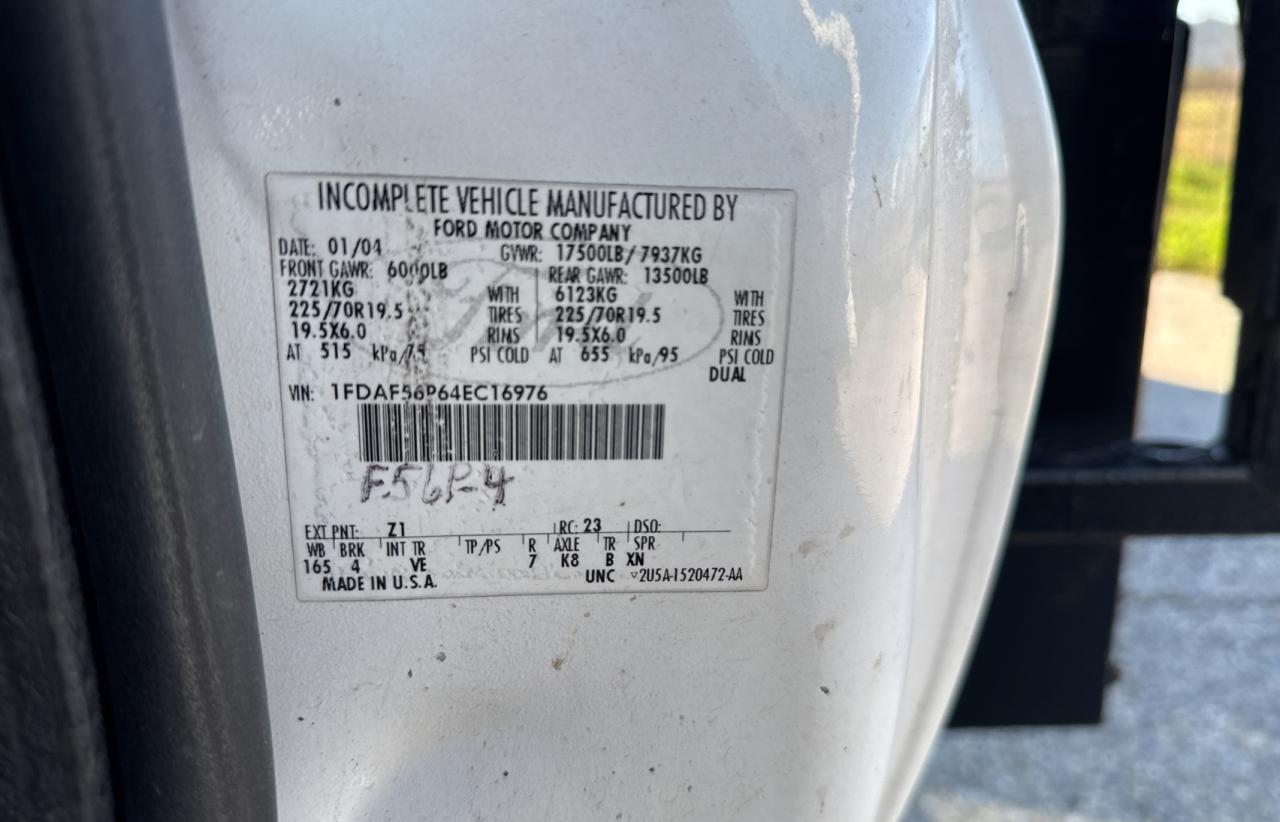 INCOMPLETE VEHICLE MANUFACTURED BY
FORD MOTOR COMPANY
DATE: 01/04 GVWR: 17500LB/ 7937KG
FRONT GAWR: 6000LB REAR GAWR: 13500LB
2721KG WITH 6123KG WITH
225/70R19.5 TIRES 225/70R19.5 TIRES
19.5X6.0 RIMS 19.5X6.0 RIMS
AT 515 kPa/75 PSI COLD AT 655 kPa/95 PSI COLD
DUAL
VIN: 1FDAF56P64EC16976
F56P-4
EXT PNT: Z1 RC: 23 DSO:
WB BRK INT TR TP/PS R AXLE TR SPR
165 4 VE 7 K8 B XN
MADE IN U.S.A. UNC 2U5A-1520472-AA
Ford